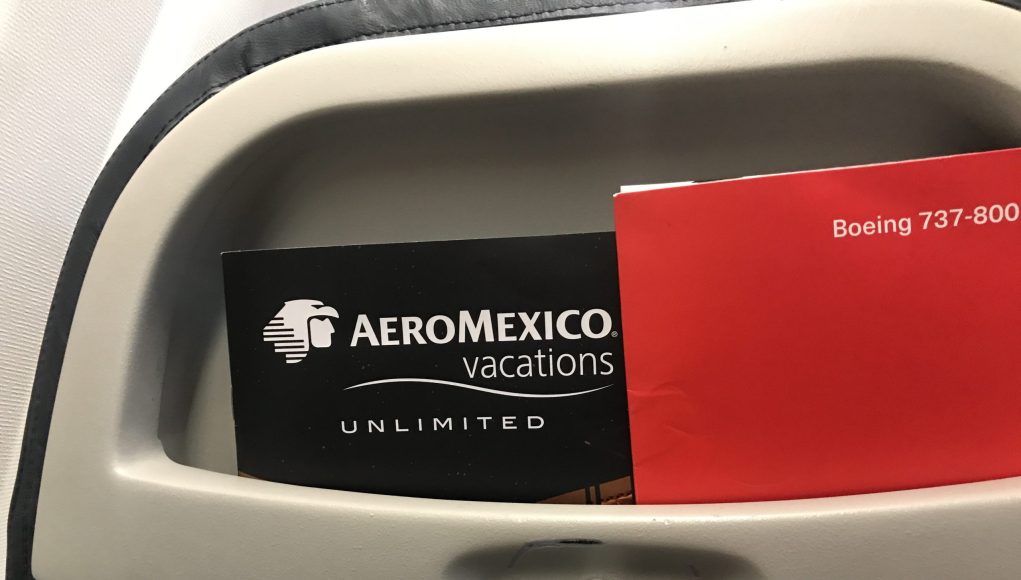 Boeing 737-800
AEROMEXICO®
vacations
UNLIMITED